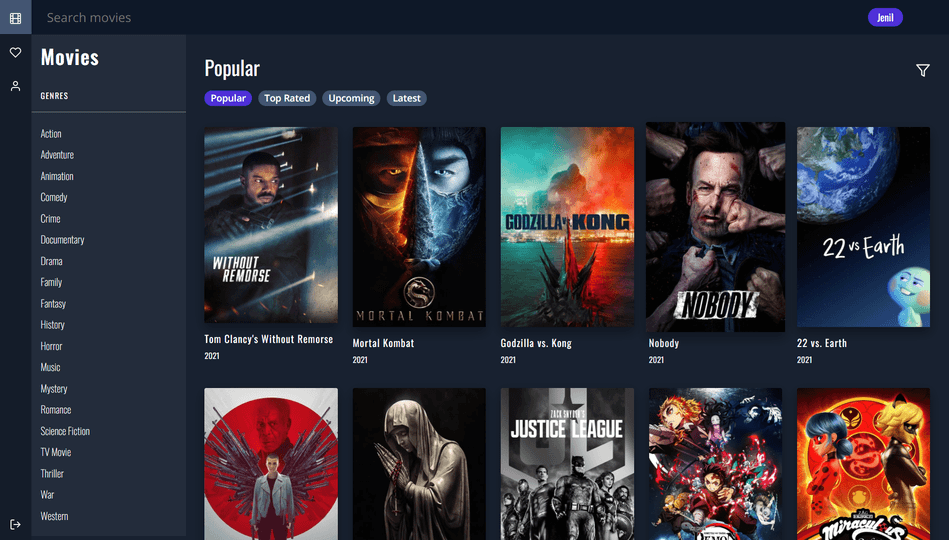 Search movies
Jenil
Movies
GENRES
Action
Adventure
Animation
Comedy
Crime
Documentary
Drama
Family
Fantasy
History
Horror
Music
Mystery
Romance
Science Fiction
TV Movie
Thriller
War
Western
Popular
Popular Top Rated Upcoming Latest
WITHOUT
REMORSE
MORTAL KOMBAT
GODZILLA VS. KONG
NOBODY
22 vs Earth
Tom Clancy's Without Remorse
2021
Mortal Kombat
2021
Godzilla vs. Kong
2021
Nobody
2021
22 vs. Earth
2021
ZACK SNYDER'S
JUSTICE LEAGUE
Miraculous